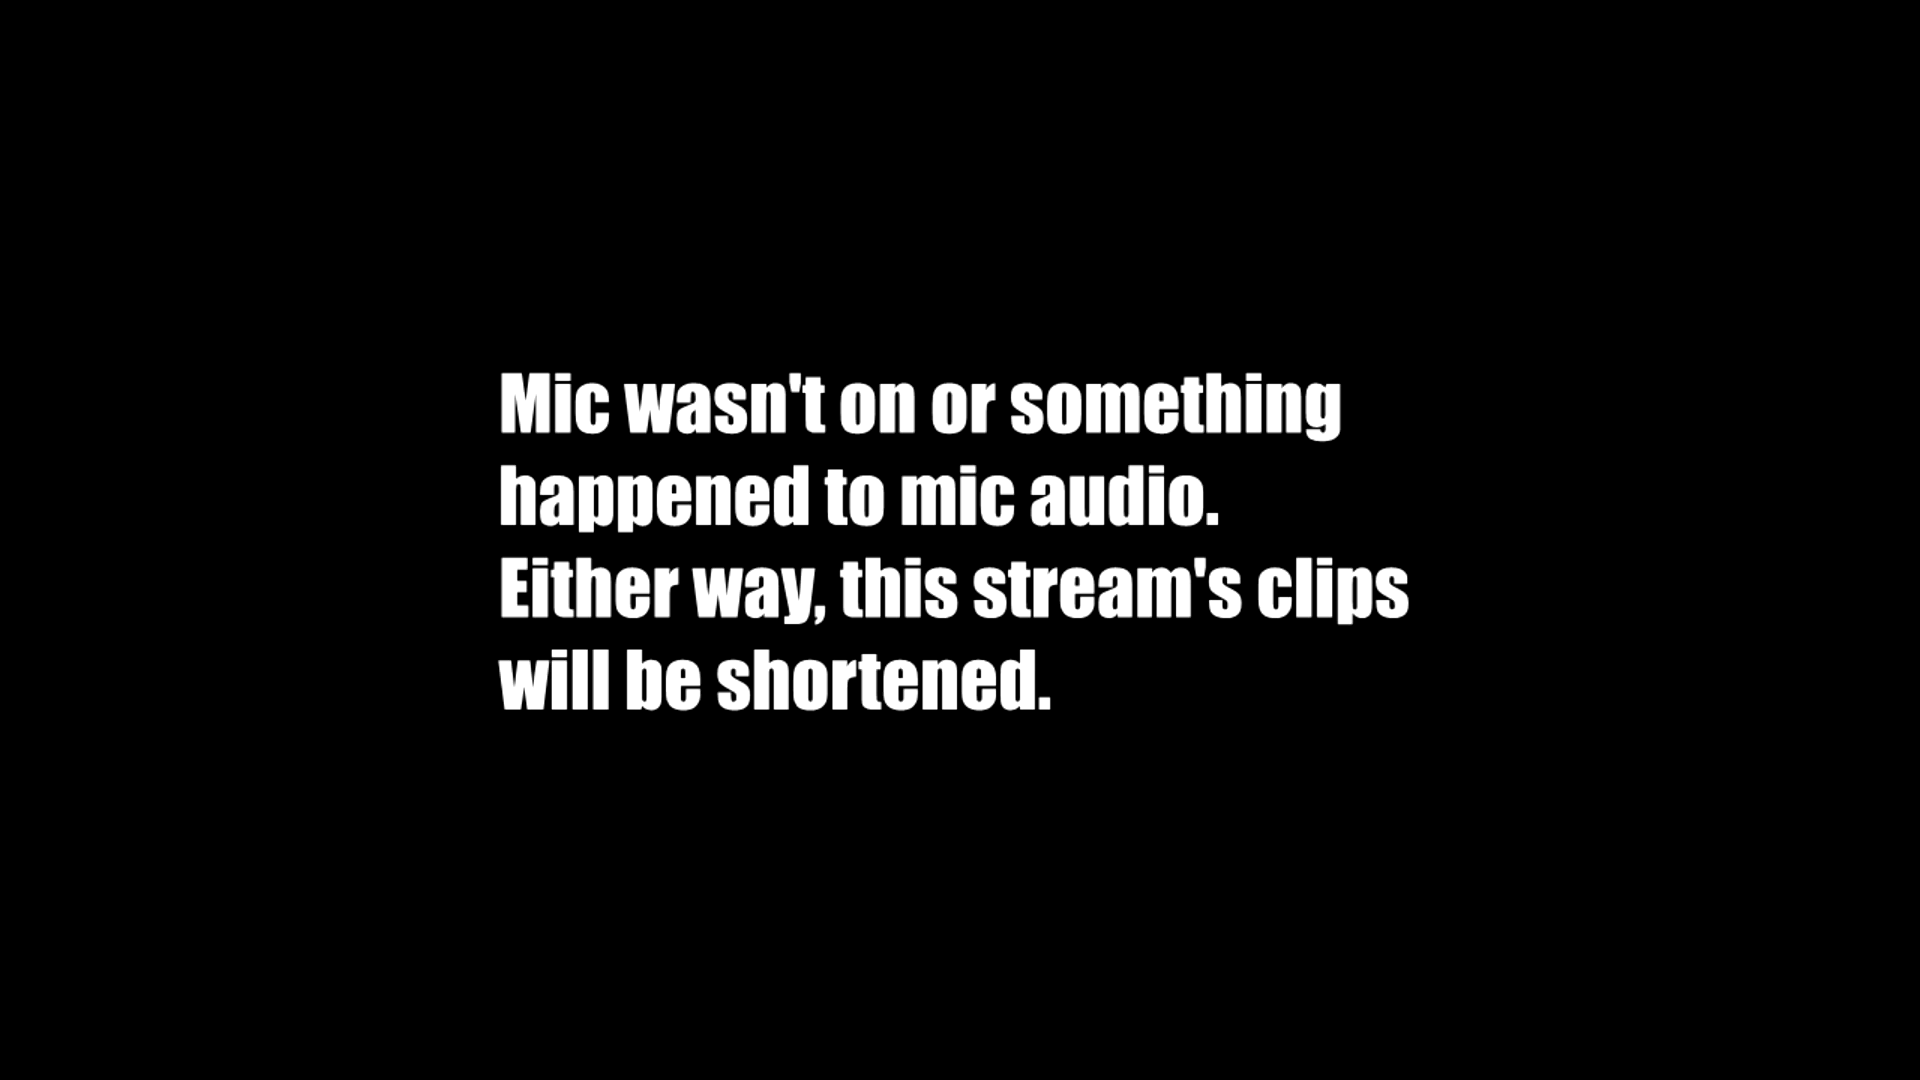 Mic wasn't on or something
happened to mic audio.
Either way, this stream's clips
will be shortened.